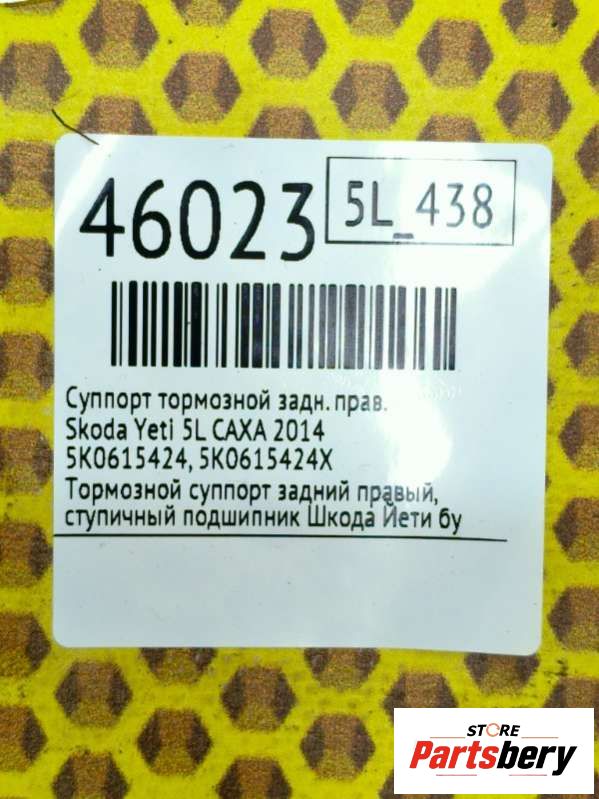 46023
5L_438
Суппорт тормозной задн. прав.
Skoda Yeti 5L CAXA 2014
5K0615424, 5K0615424X
Тормозной суппорт задний правый,
ступичный подшипник Шкода Йети бу
STORE
Partsbery